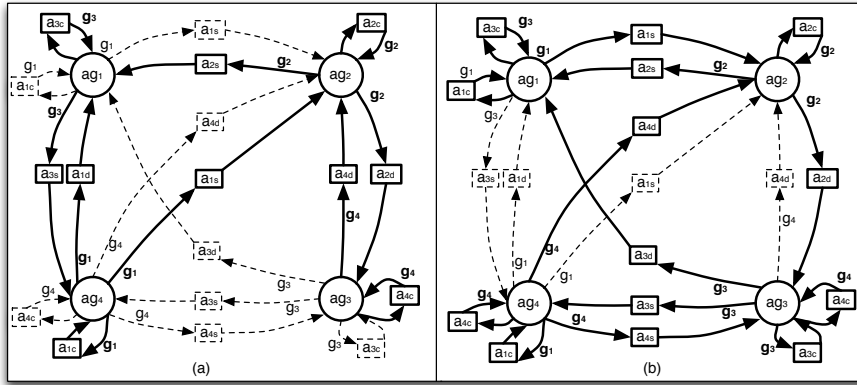 a3c g3 a1s a2c g2
g1
g1 ag1 a2s g2 ag2
a1c
g3 a4d g2
a3s a1d a1s a4d a2d
g4 g1 g1 g4 a3d g3 g4
g4 ag4 a3s g3 ag3 a4c
a4c g4 a4s g3
a1c g1 a3c
(a)
a3c g3 a1s a2c g2
g1
g1 ag1 a2s g2 ag2
a1c
g3 a4d g2
a3s a1d a1s a4d a2d
g4 g1 g1 g4 a3d g3
g4 ag4 a3s g3 ag3 g4
a4c g4 a4s a4c
a1c g1 g3 a3c
(b)